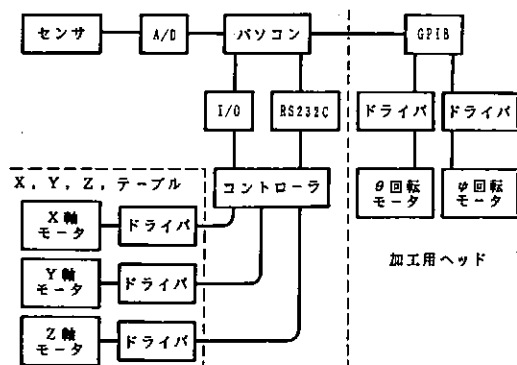 センサ
A/D
パソコン
GPIB
I/O
RS232C
ドライバ
ドライバ
X, Y, Z, テーブル
コントローラ
θ回転
モータ
φ回転
モータ
X軸
モータ
ドライバ
加工用ヘッド
Y軸
モータ
ドライバ
Z軸
モータ
ドライバ